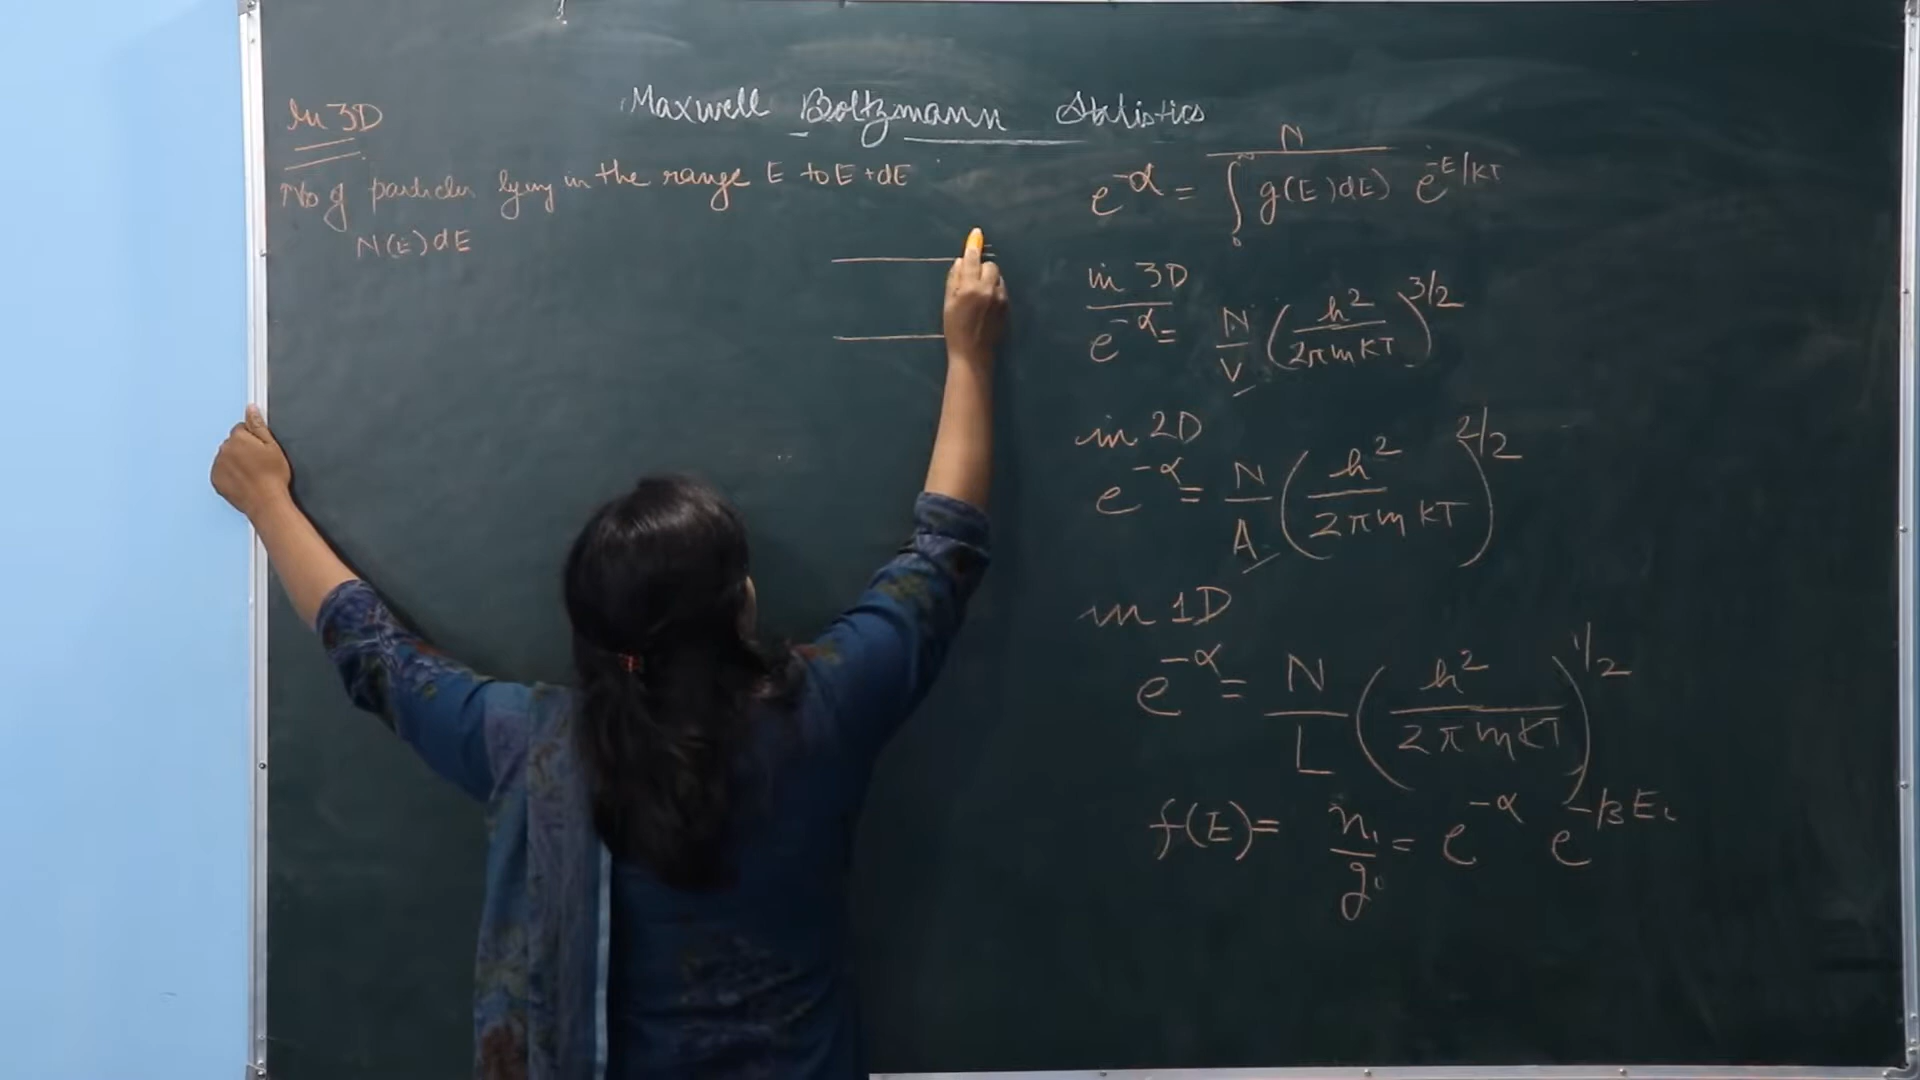 Maxwell Boltzmann Statistics
In 3D
No of particles lying in the range E to E+dE
N(E)dE
e^-α = N / ∫₀^∞ g(E)dE) e^-E/KT
in 3D
e^-α = N/V (h²/2πmKT)^3/2
in 2D
e^-α = N/A (h²/2πmKT)^2/2
in 1D
e^-α = N/L (h²/2πmKT)^1/2
f(E) = nᵢ/gᵢ = e^-α e^-βEᵢ